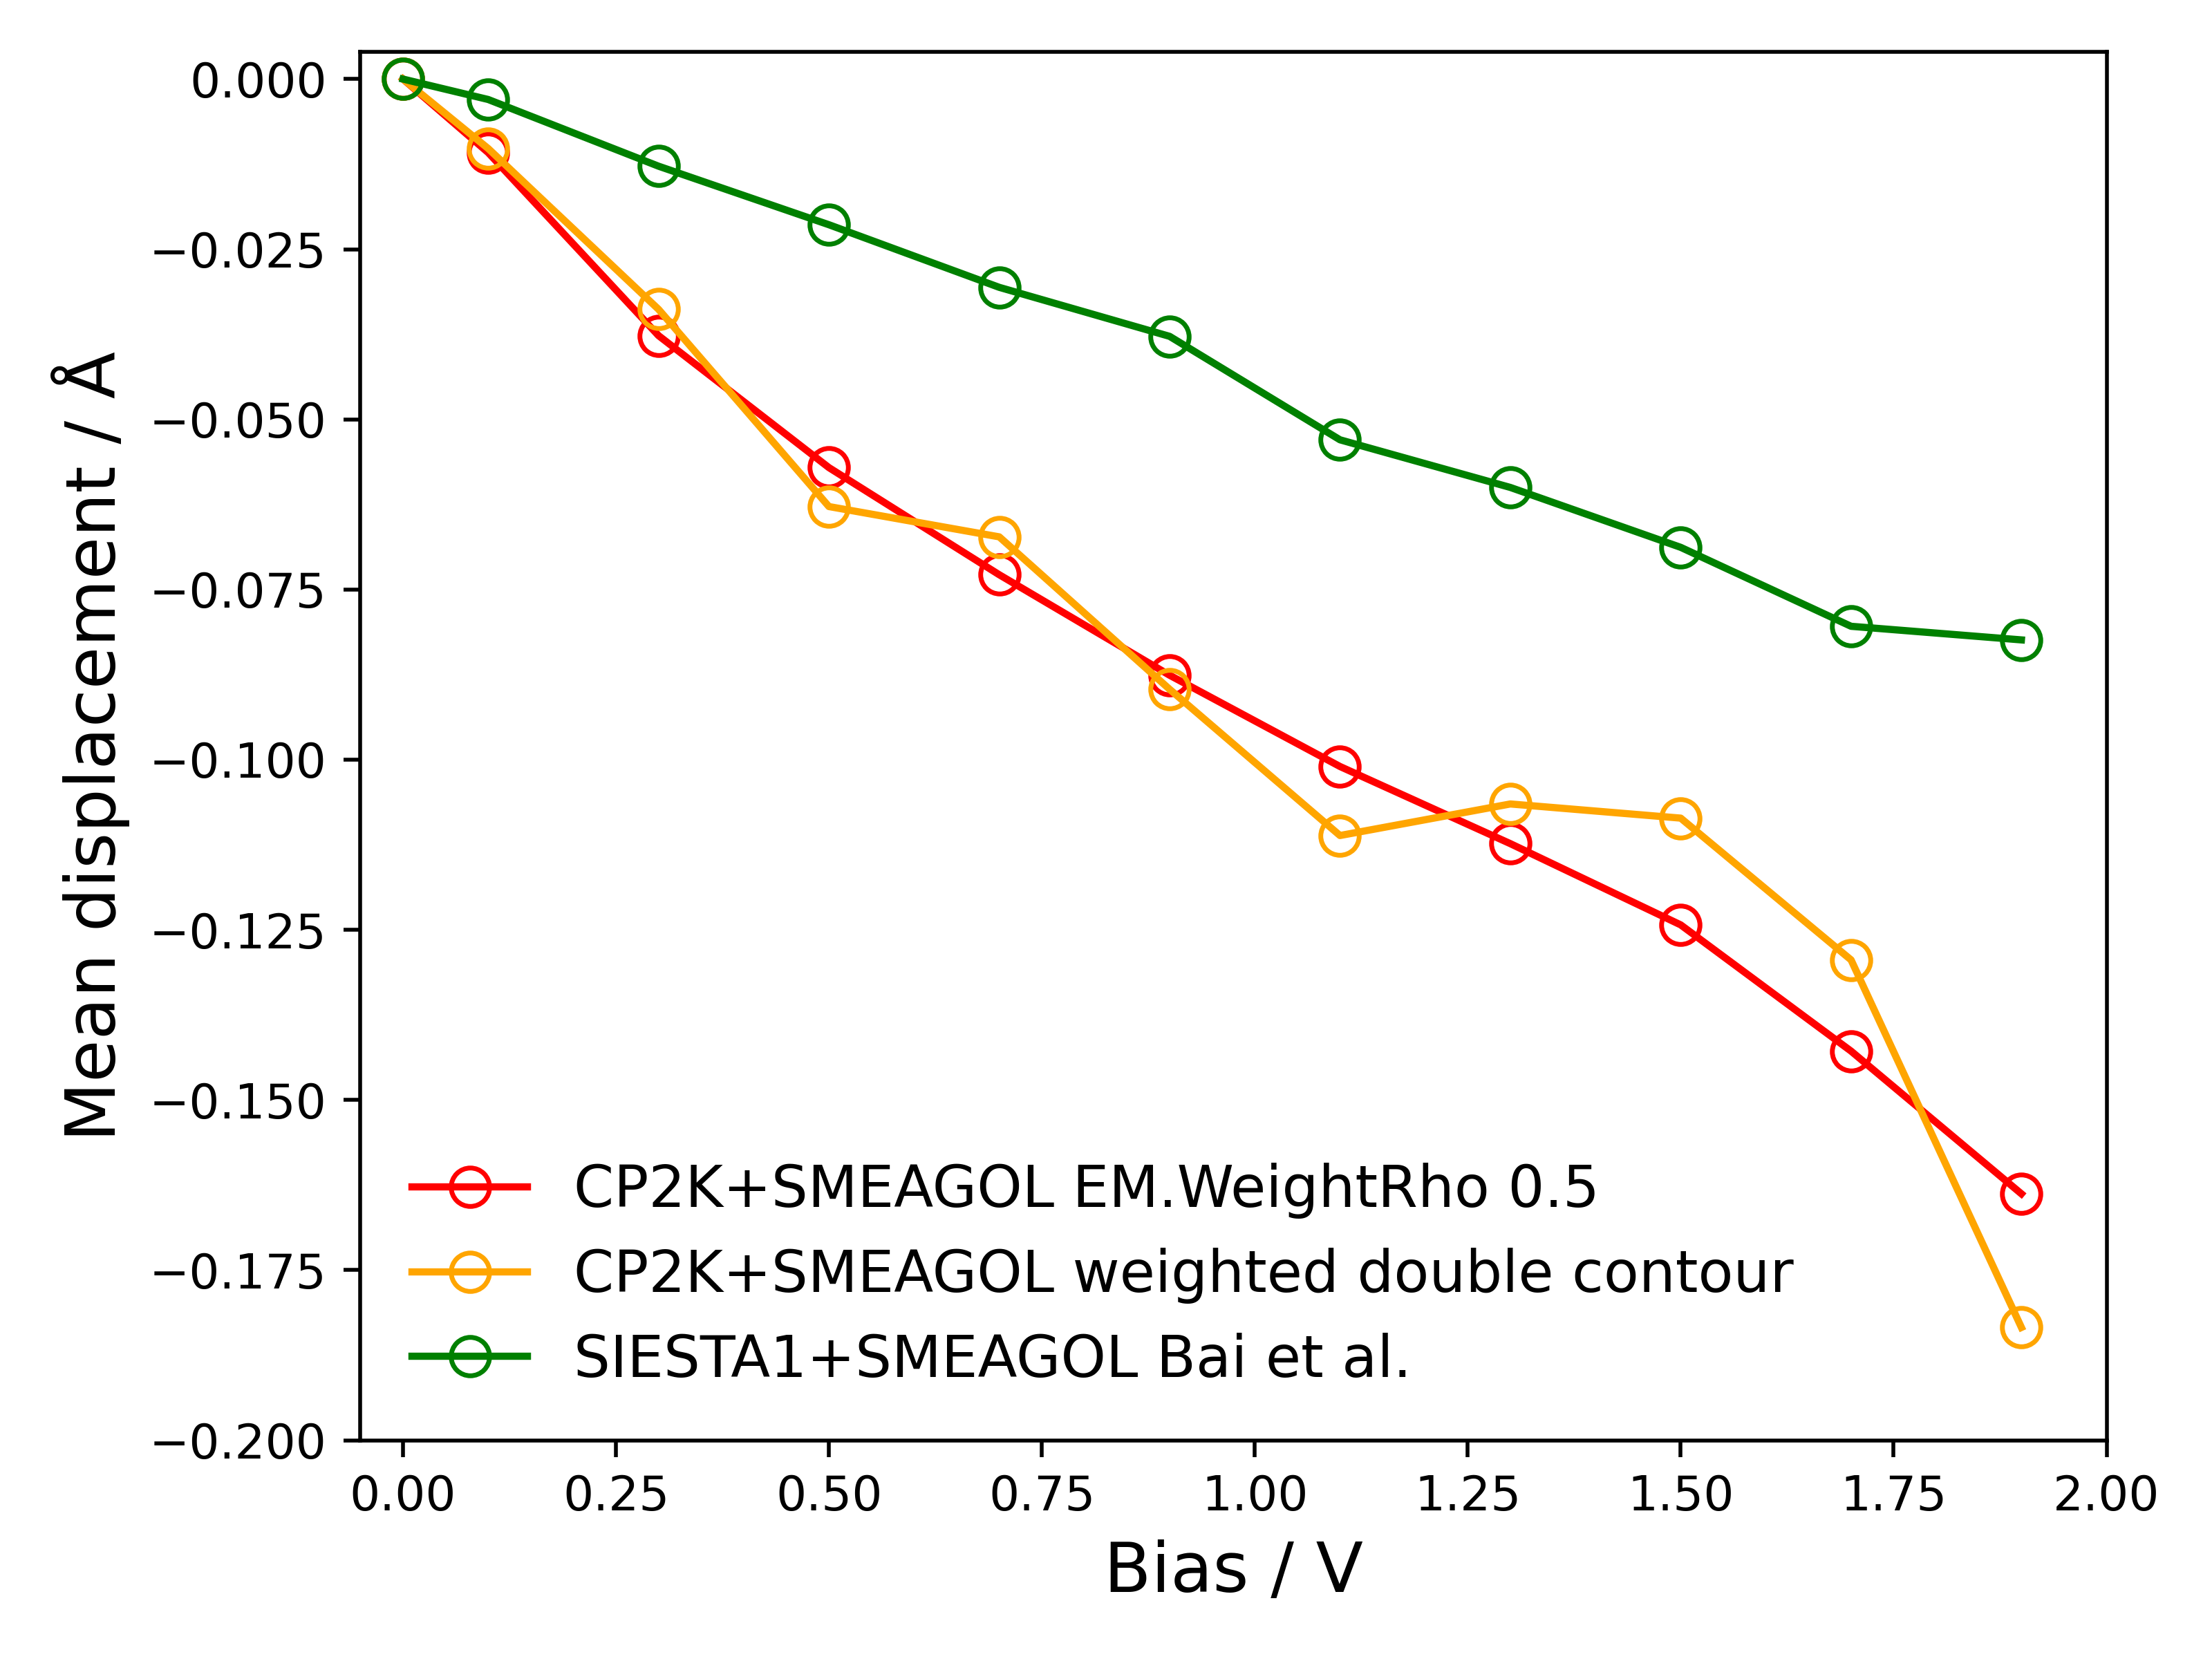 0.000
−0.025
−0.050
−0.075
−0.100
−0.125
−0.150
−0.175
−0.200
Mean displacement / Å
CP2K+SMEAGOL EM.WeightRho 0.5
CP2K+SMEAGOL weighted double contour
SIESTA1+SMEAGOL Bai et al.
0.00 0.25 0.50 0.75 1.00 1.25 1.50 1.75 2.00
Bias / V